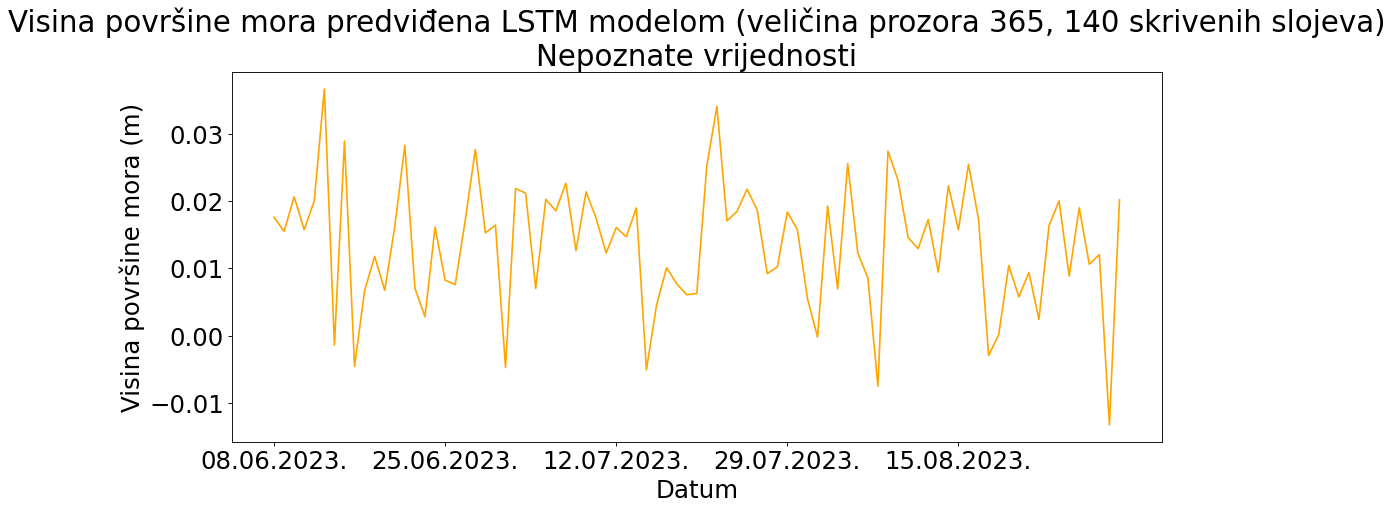 Visina površine mora predviđena LSTM modelom (veličina prozora 365, 140 skrivenih slojeva)
Nepoznate vrijednosti
Visina površine mora (m)
0.03
0.02
0.01
0.00
−0.01
08.06.2023. 25.06.2023. 12.07.2023. 29.07.2023. 15.08.2023.
Datum